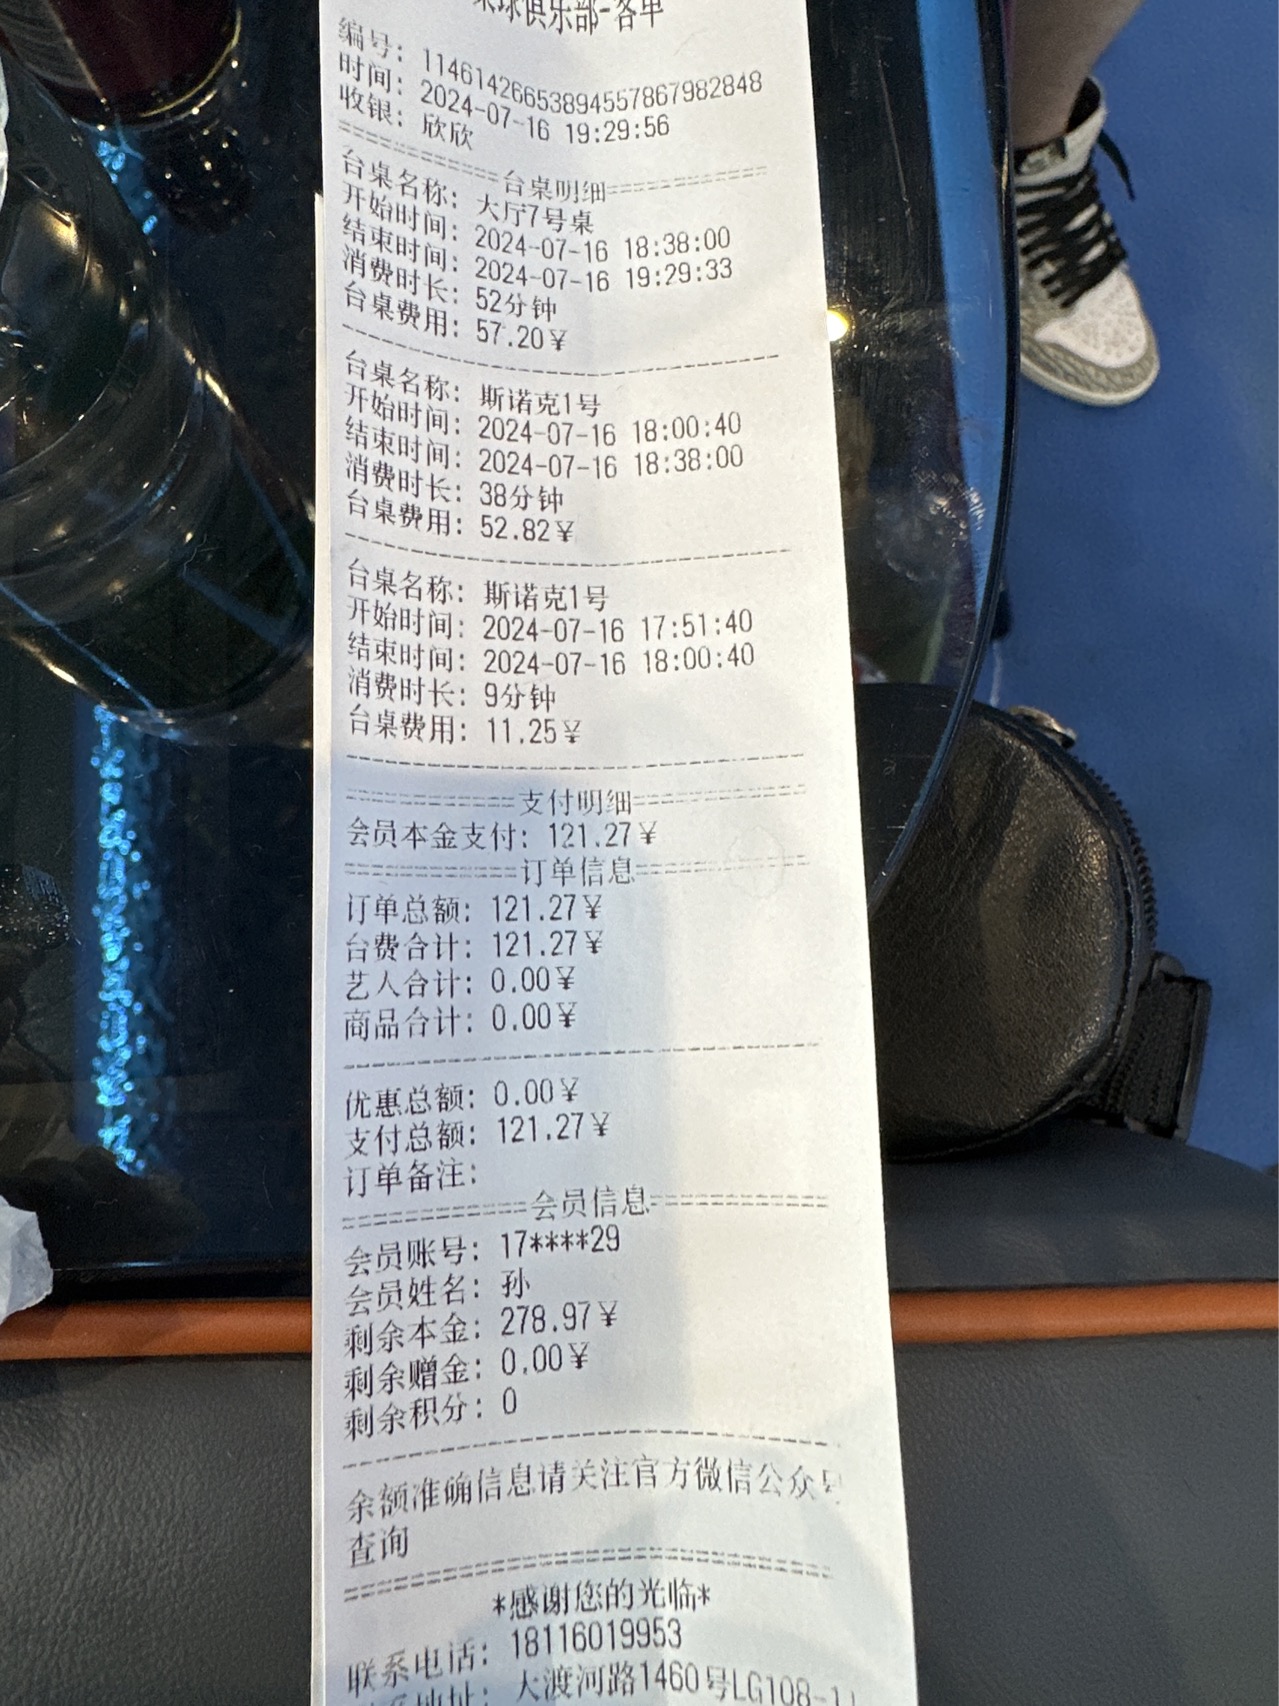 球俱乐部-客单
编号: 11461426653894557867982848
时间: 2024-07-16 19:29:56
收银: 欣欣
==========台桌明细==========
台桌名称: 大厅7号桌
开始时间: 2024-07-16 18:38:00
结束时间: 2024-07-16 19:29:33
消费时长: 52分钟
台桌费用: 57.20¥
台桌名称: 斯诺克1号
开始时间: 2024-07-16 18:00:40
结束时间: 2024-07-16 18:38:00
消费时长: 38分钟
台桌费用: 52.82¥
台桌名称: 斯诺克1号
开始时间: 2024-07-16 17:51:40
结束时间: 2024-07-16 18:00:40
消费时长: 9分钟
台桌费用: 11.25¥
==========支付明细==========
会员本金支付: 121.27¥
==========订单信息==========
订单总额: 121.27¥
台费合计: 121.27¥
艺人合计: 0.00¥
商品合计: 0.00¥
优惠总额: 0.00¥
支付总额: 121.27¥
订单备注:
==========会员信息==========
会员账号: 17****29
会员姓名: 孙
剩余本金: 278.97¥
剩余赠金: 0.00¥
剩余积分: 0
余额准确信息请关注官方微信公众号
查询
*感谢您的光临*
联系电话: 18116019953
地址: 大渡河路1460号LG108-1